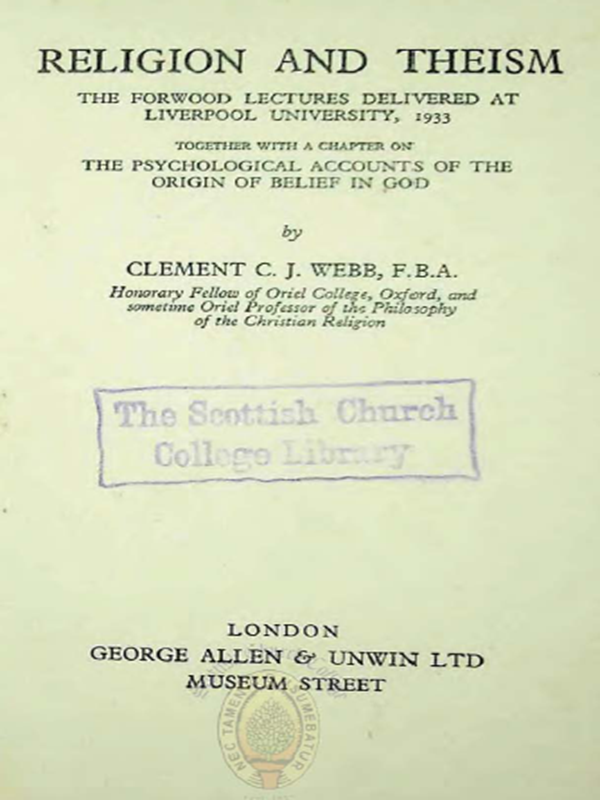 RELIGION AND THEISM
THE FORWOOD LECTURES DELIVERED AT
LIVERPOOL UNIVERSITY, 1933
TOGETHER WITH A CHAPTER ON
THE PSYCHOLOGICAL ACCOUNTS OF THE
ORIGIN OF BELIEF IN GOD
by
CLEMENT C. J. WEBB, F.B.A.
Honorary Fellow of Oriel College, Oxford, and
sometime Oriel Professor of the Philosophy
of the Christian Religion
The Scottish Church
College Library
LONDON
GEORGE ALLEN & UNWIN LTD
MUSEUM STREET
NEC TAMEN CONSUMEBATUR